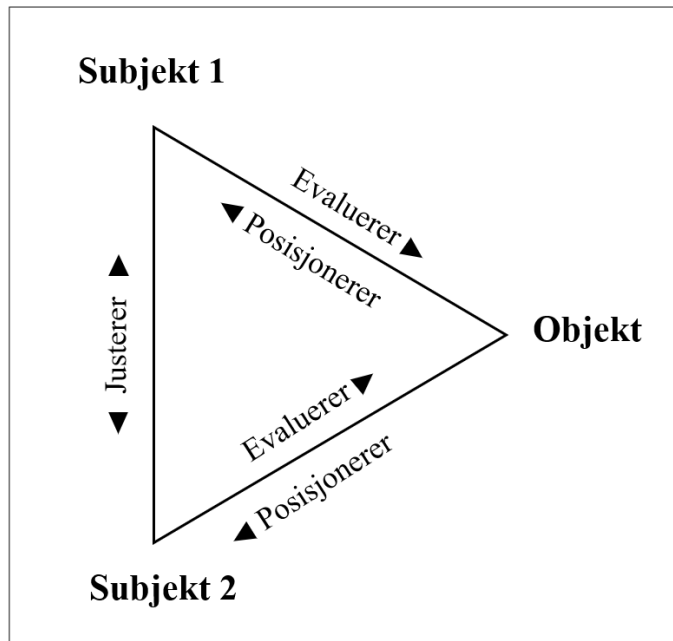 Subjekt 1
Evaluerer
Posisjonerer
Justerer
Objekt
Evaluerer
Posisjonerer
Subjekt 2